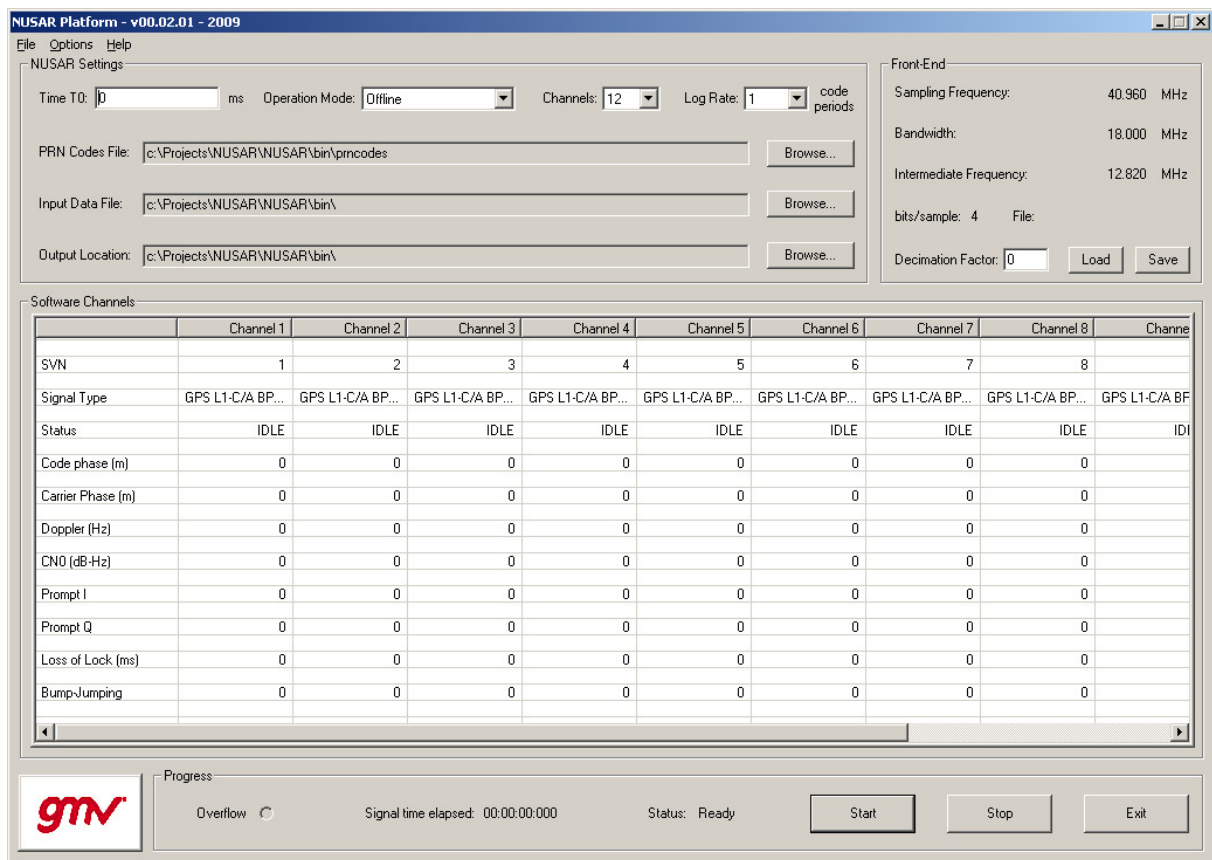 NUSAR Platform - v00.02.01 - 2009
File Options Help
NUSAR Settings
Time T0: 0 ms Operation Mode: Offline Channels: 12 Log Rate: 1 code periods
PRN Codes File: c:\Projects\NUSAR\NUSAR\bin\prncodes Browse...
Input Data File: c:\Projects\NUSAR\NUSAR\bin\ Browse...
Output Location: c:\Projects\NUSAR\NUSAR\bin\ Browse...
Front-End
Sampling Frequency: 40.960 MHz
Bandwidth: 18.000 MHz
Intermediate Frequency: 12.820 MHz
bits/sample: 4 File:
Decimation Factor: 0 Load Save
Software Channels
Channel 1 Channel 2 Channel 3 Channel 4 Channel 5 Channel 6 Channel 7 Channel 8 Channe
SVN 1 2 3 4 5 6 7 8
Signal Type GPS L1-C/A BP... GPS L1-C/A BP... GPS L1-C/A BP... GPS L1-C/A BP... GPS L1-C/A BP... GPS L1-C/A BP... GPS L1-C/A BP... GPS L1-C/A BP... GPS L1-C/A BF
Status IDLE IDLE IDLE IDLE IDLE IDLE IDLE IDLE IDI
Code phase (m) 0 0 0 0 0 0 0 0
Carrier Phase (m) 0 0 0 0 0 0 0 0
Doppler (Hz) 0 0 0 0 0 0 0 0
CN0 (dB-Hz) 0 0 0 0 0 0 0 0
Prompt I 0 0 0 0 0 0 0 0
Prompt Q 0 0 0 0 0 0 0 0
Loss of Lock (ms) 0 0 0 0 0 0 0 0
Bump-Jumping 0 0 0 0 0 0 0 0
gmv
Progress
Overflow Signal time elapsed: 00:00:00:000 Status: Ready Start Stop Exit